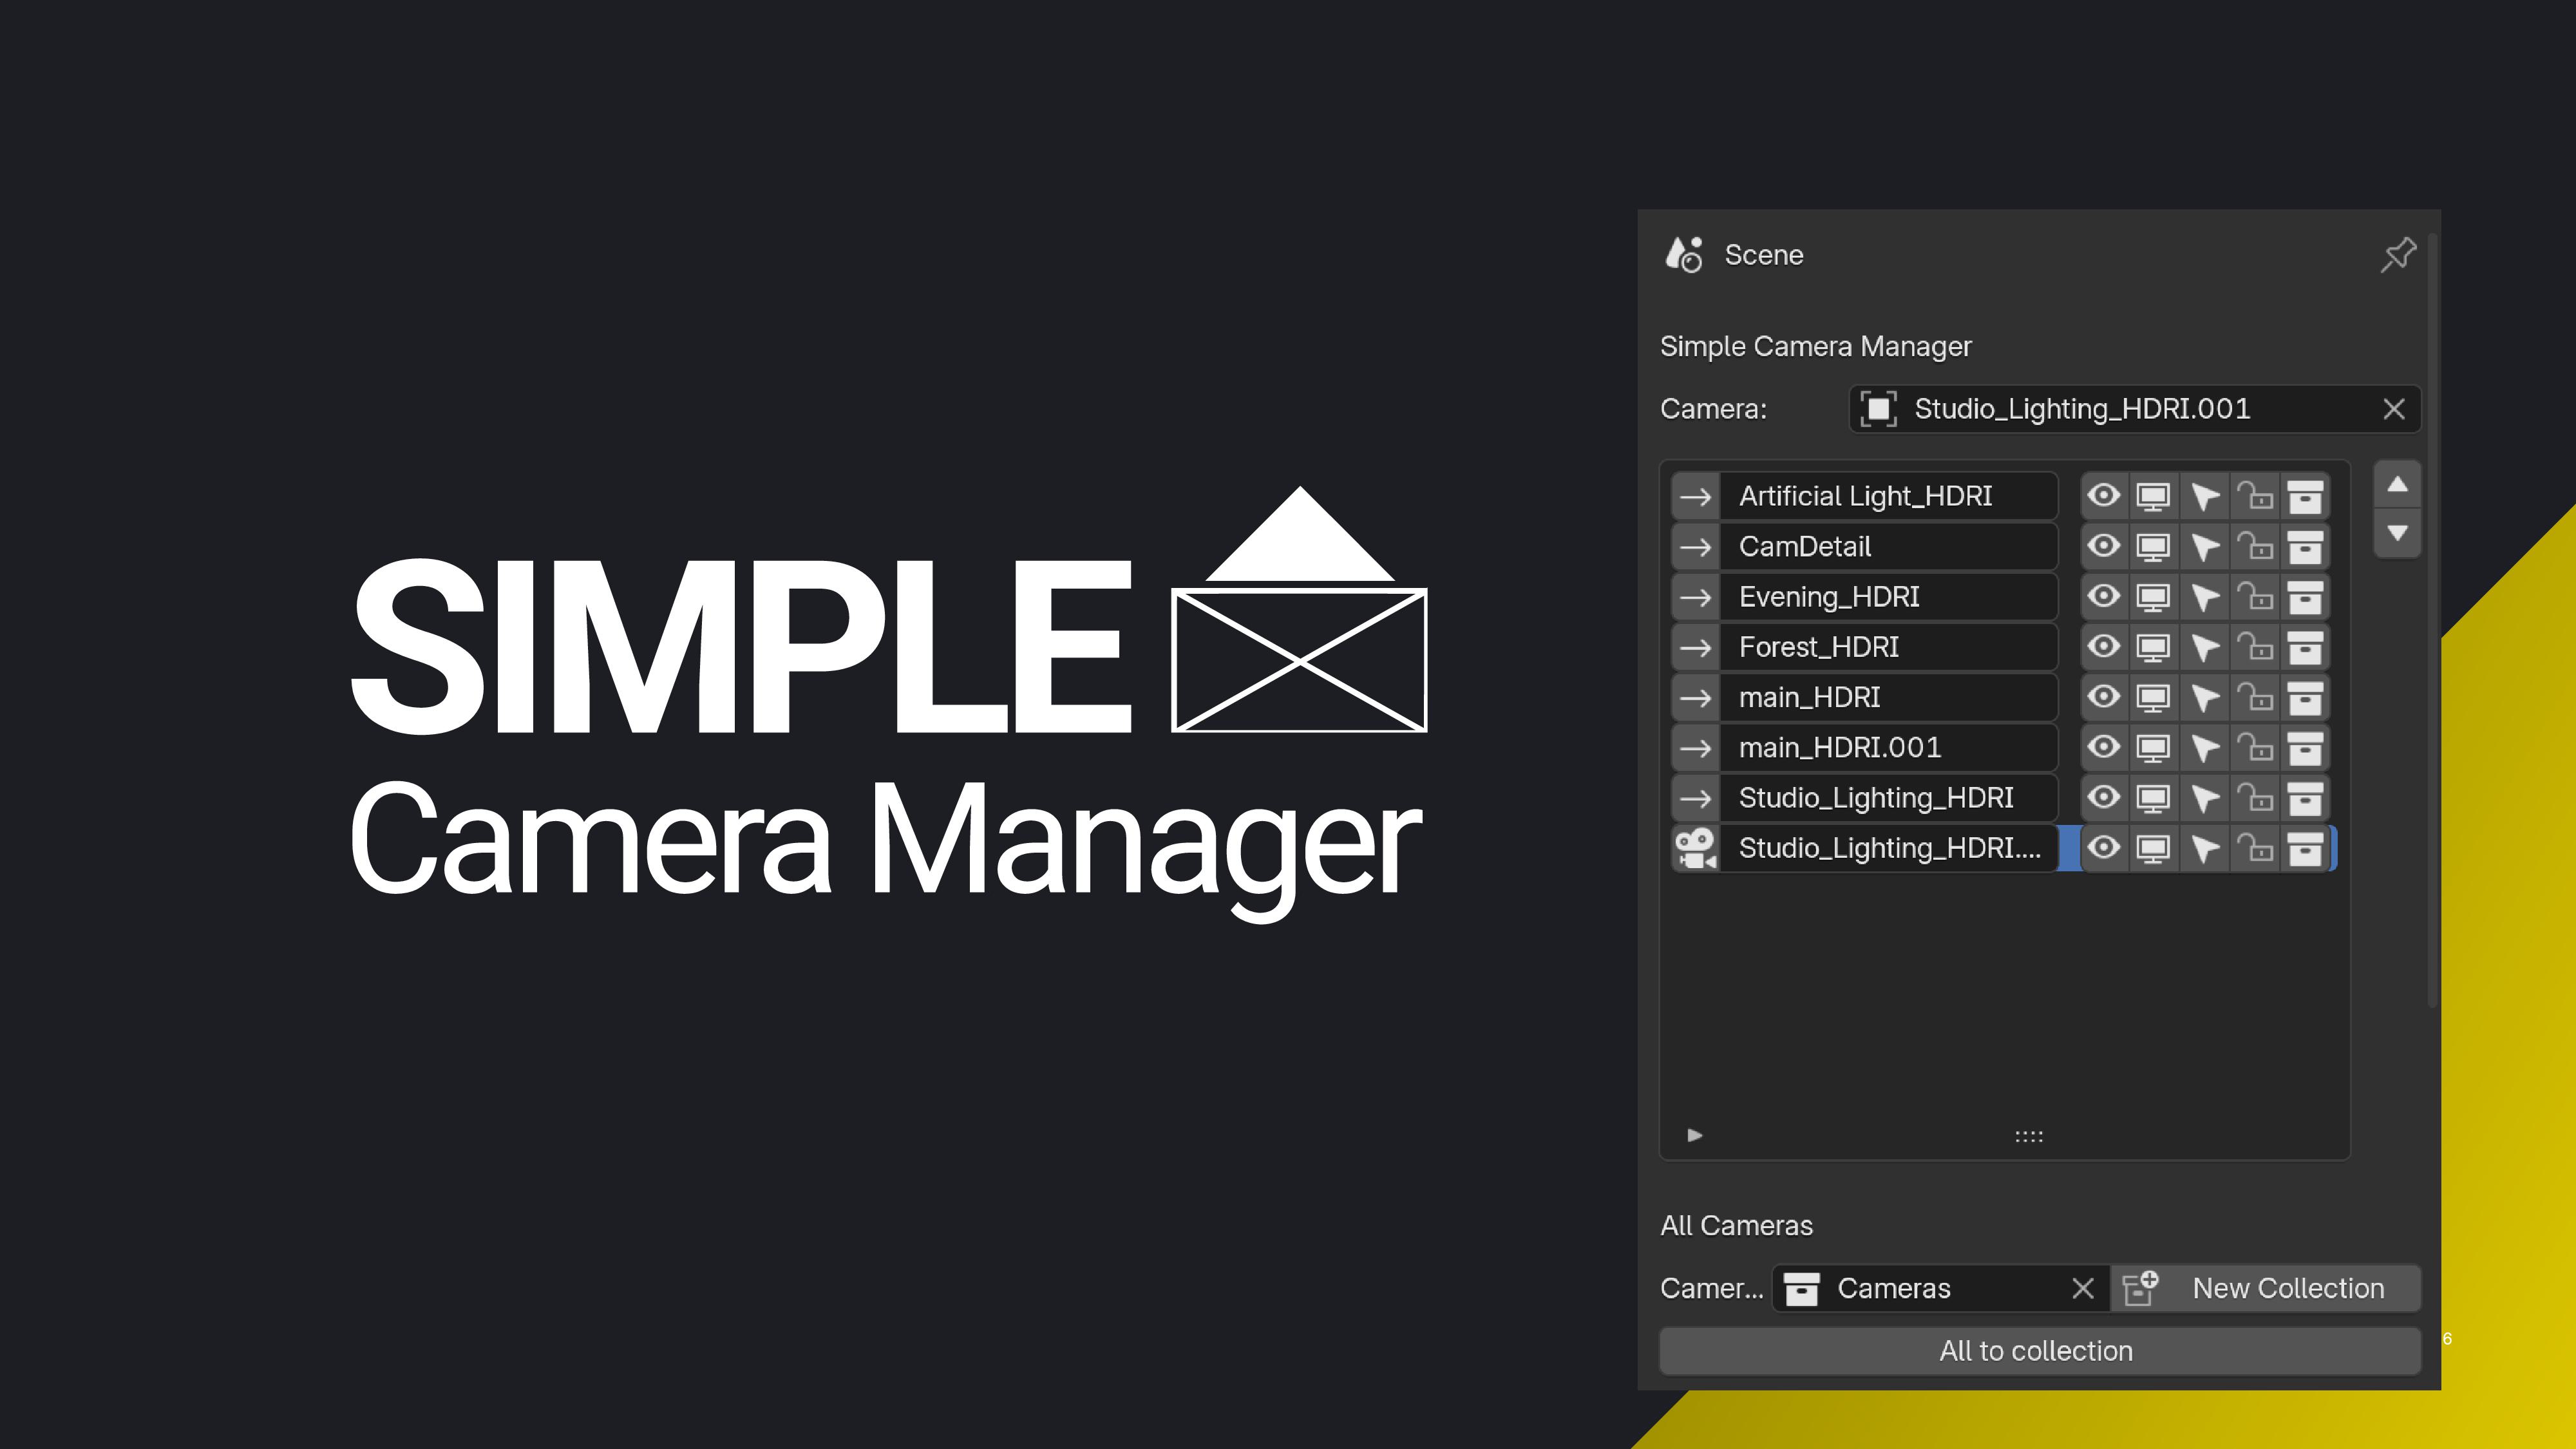 SIMPLE
Camera Manager
Scene
Simple Camera Manager
Camera: Studio_Lighting_HDRI.001
Artificial Light_HDRI
CamDetail
Evening_HDRI
Forest_HDRI
main_HDRI
main_HDRI.001
Studio_Lighting_HDRI
Studio_Lighting_HDRI....
All Cameras
Camer... Cameras New Collection
All to collection
6